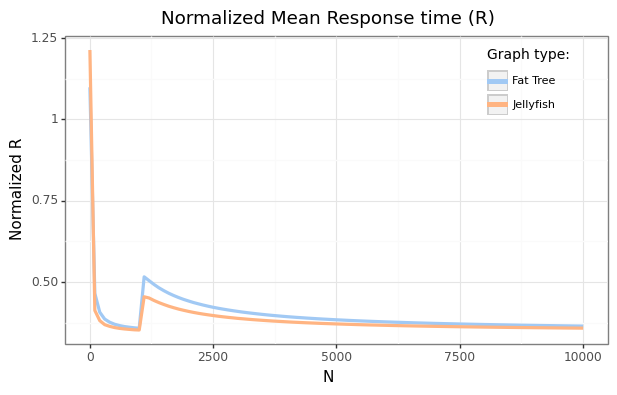 Normalized Mean Response time (R)
1.25
1
0.75
0.50
Normalized R
Graph type:
Fat Tree
Jellyfish
0
2500
5000
7500
10000
N